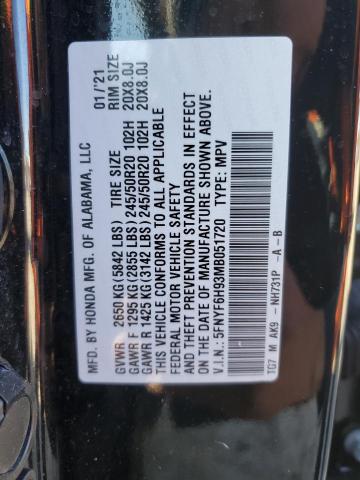 MFD. BY HONDA MFG. OF ALABAMA, LLC 01/'21
GVWR 2650 KG (5842 LBS) TIRE SIZE RIM SIZE
GAWR F 1295 KG (2855 LBS) 245/50R20 102H 20X8.0J
GAWR R 1425 KG (3142 LBS) 245/50R20 102H 20X8.0J
THIS VEHICLE CONFORMS TO ALL APPLICABLE
FEDERAL MOTOR VEHICLE SAFETY
AND THEFT PREVENTION STANDARDS IN EFFECT
ON THE DATE OF MANUFACTURE SHOWN ABOVE.
V.I.N.: 5FNYF6H93MB051720 TYPE: MPV
TG7 M AK9 -NH731P -A -B